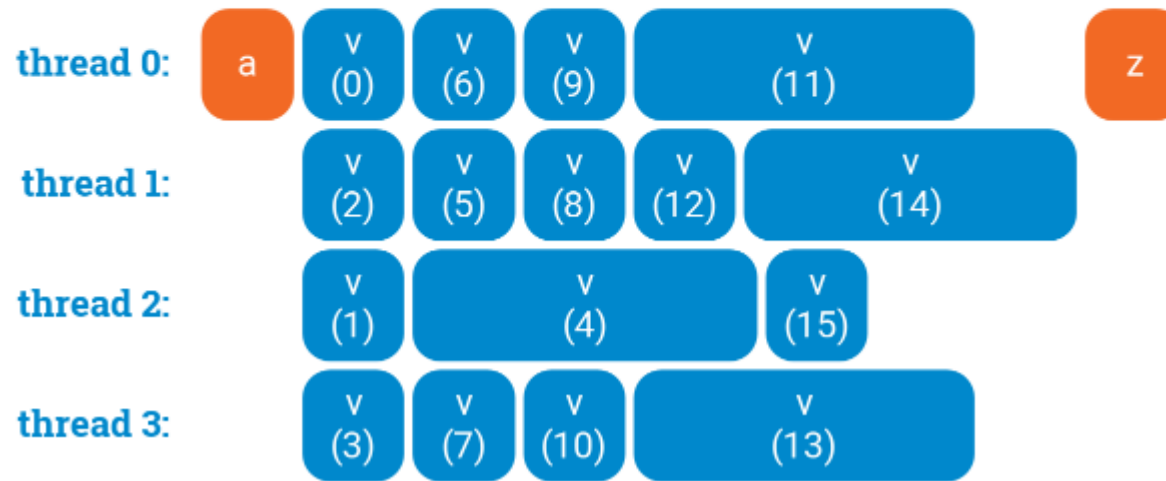 thread 0: a v (0) v (6) v (9) v (11) z
thread 1: v (2) v (5) v (8) v (12) v (14)
thread 2: v (1) v (4) v (15)
thread 3: v (3) v (7) v (10) v (13)